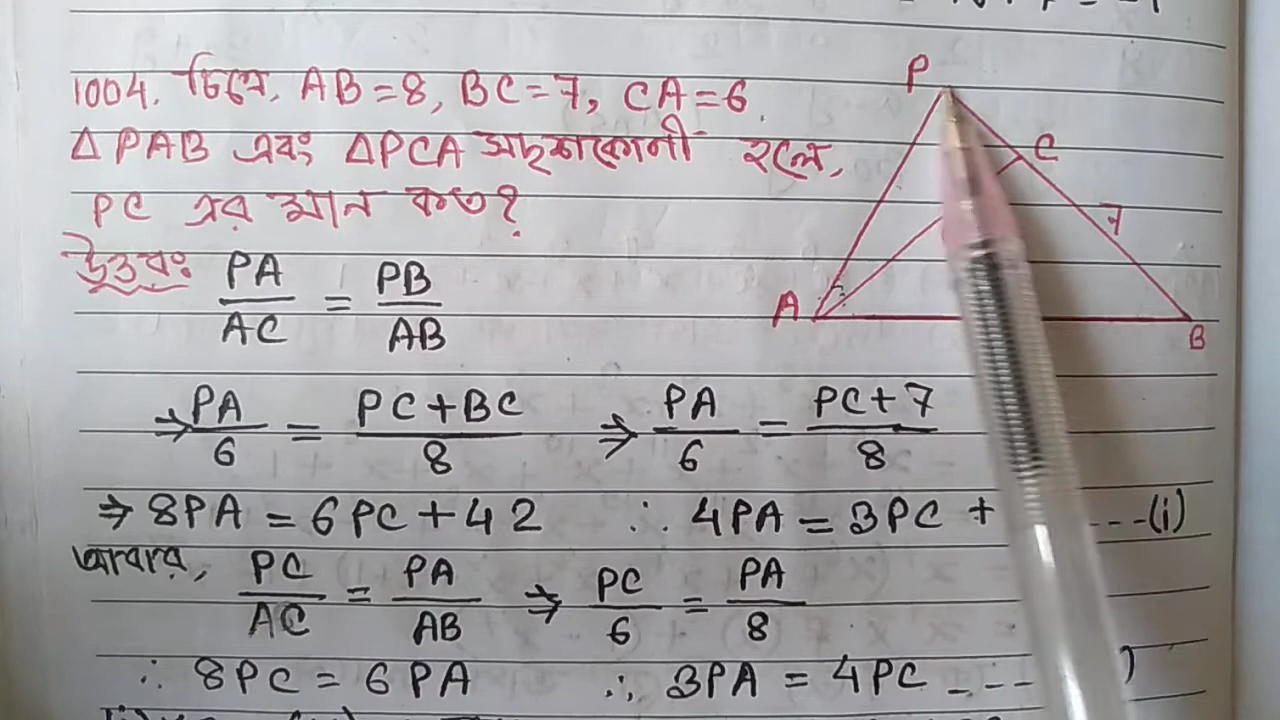 1004. চিত্রে, AB=8, BC=7, CA=6
△PAB এবং △PCA সদৃশকোণী হলে,
PC এর মান কত?
P
C
7
A
B
উত্তরঃ PA/AC = PB/AB
⇒ PA/6 = PC+BC/8 ⇒ PA/6 = PC+7/8
⇒ 8PA = 6PC+42 ∴ 4PA = 3PC + ---(i)
আবার, PC/AC = PA/AB ⇒ PC/6 = PA/8
∴ 8PC = 6PA ∴ 3PA = 4PC ---